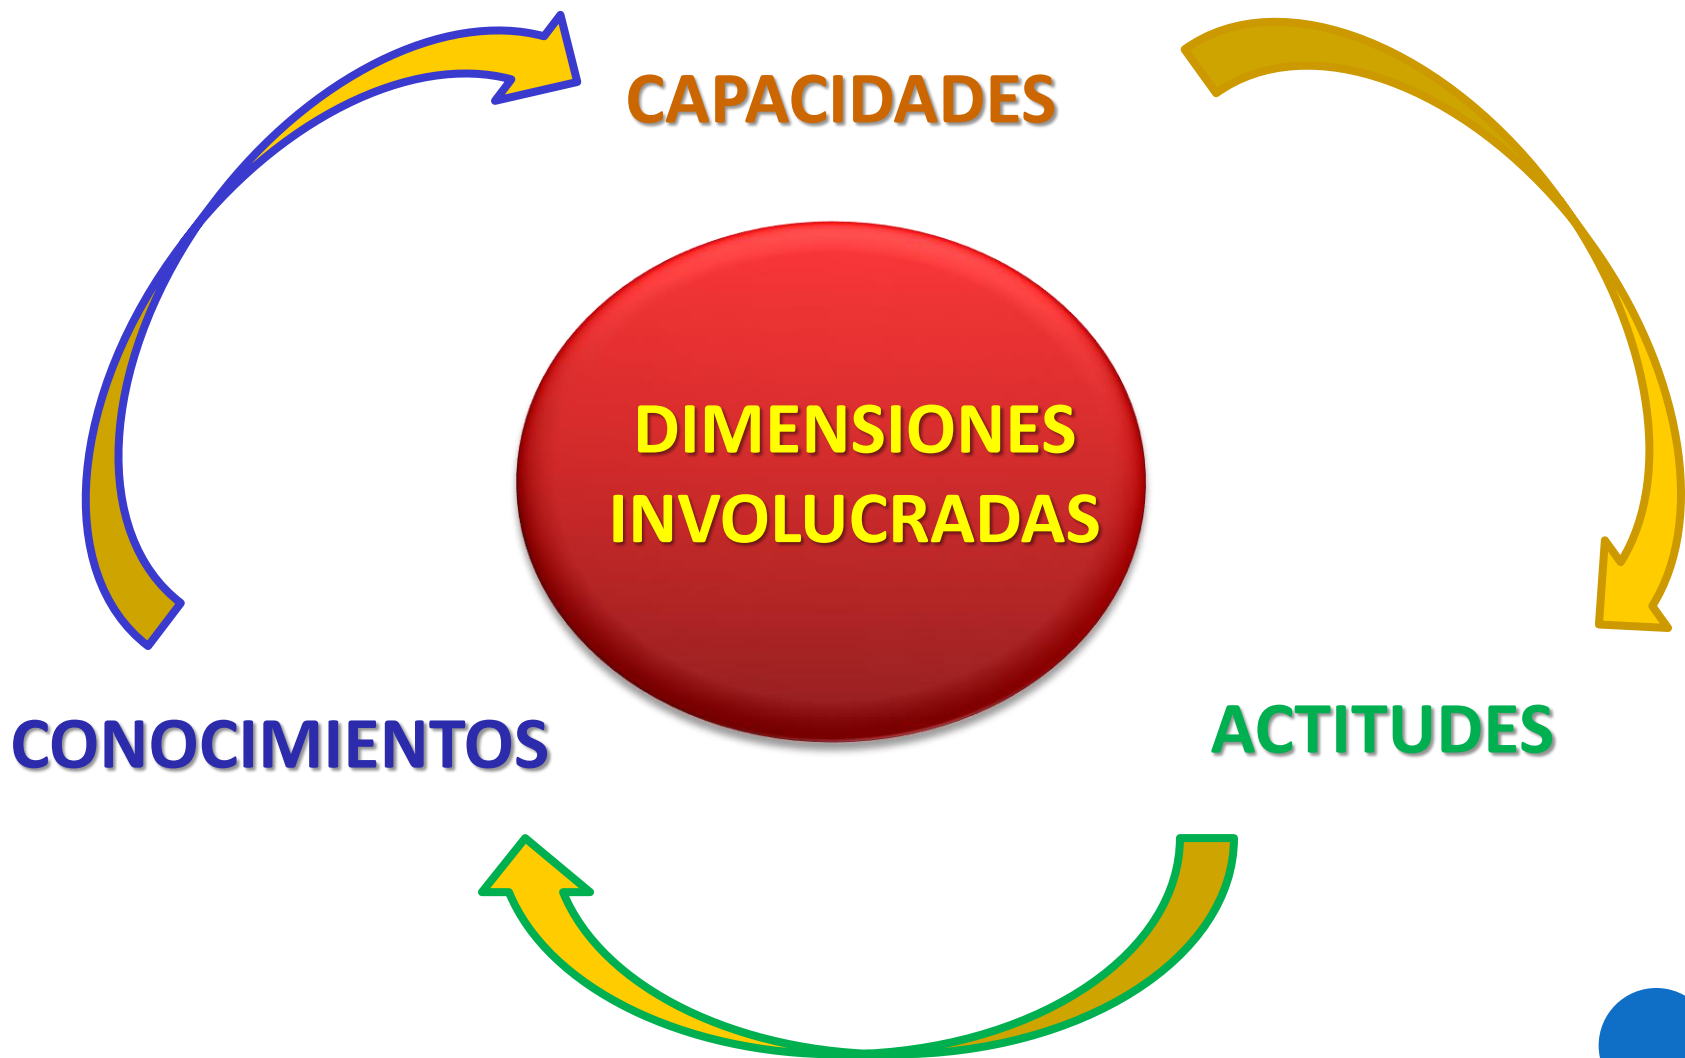 CAPACIDADES
DIMENSIONES
INVOLUCRADAS
CONOCIMIENTOS
ACTITUDES